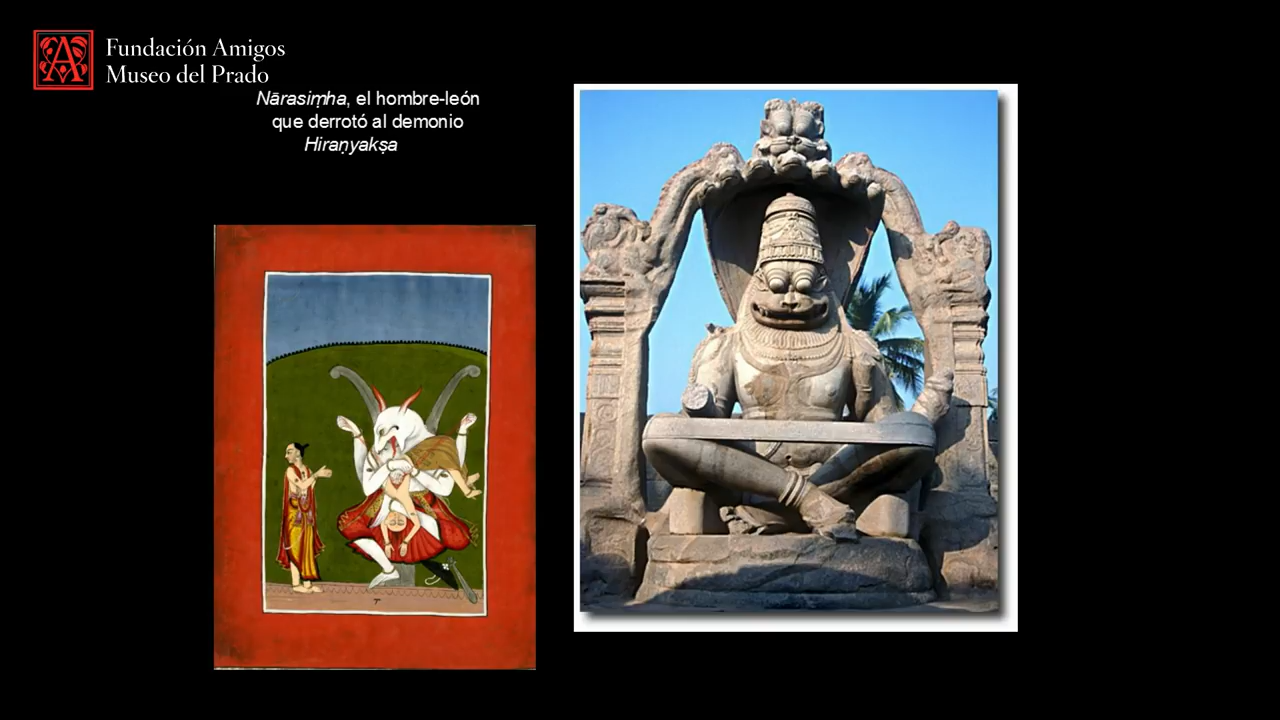 Fundación Amigos
Museo del Prado
Nārasiṃha, el hombre-león
que derrotó al demonio
Hiraṇyakṣa